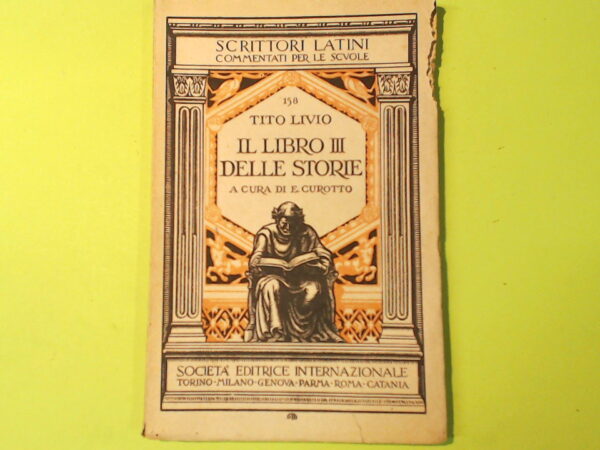 SCRITTORI LATINI
COMMENTATI PER LE SCVOLE
158
TITO LIVIO
IL LIBRO III
DELLE STORIE
A CURA DI E. CUROTTO
SOCIETÀ EDITRICE INTERNAZIONALE
TORINO-MILANO-GENOVA-PARMA-ROMA-CATANIA